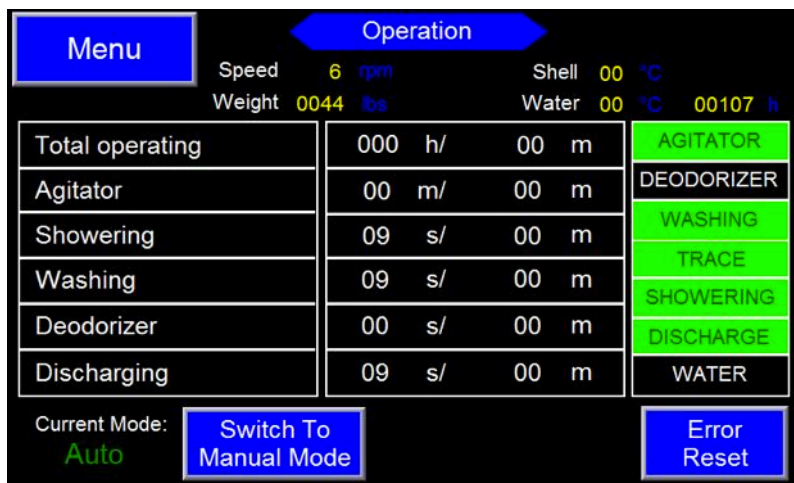 Menu
Operation
Speed 6 rpm Shell 00 °C
Weight 0044 lbs Water 00 °C 00107 h
Total operating 000 h/ 00 m AGITATOR
Agitator 00 m/ 00 m DEODORIZER
Showering 09 s/ 00 m WASHING
TRACE
Washing 09 s/ 00 m SHOWERING
Deodorizer 00 s/ 00 m DISCHARGE
Discharging 09 s/ 00 m WATER
Current Mode:
Auto
Switch To
Manual Mode
Error
Reset